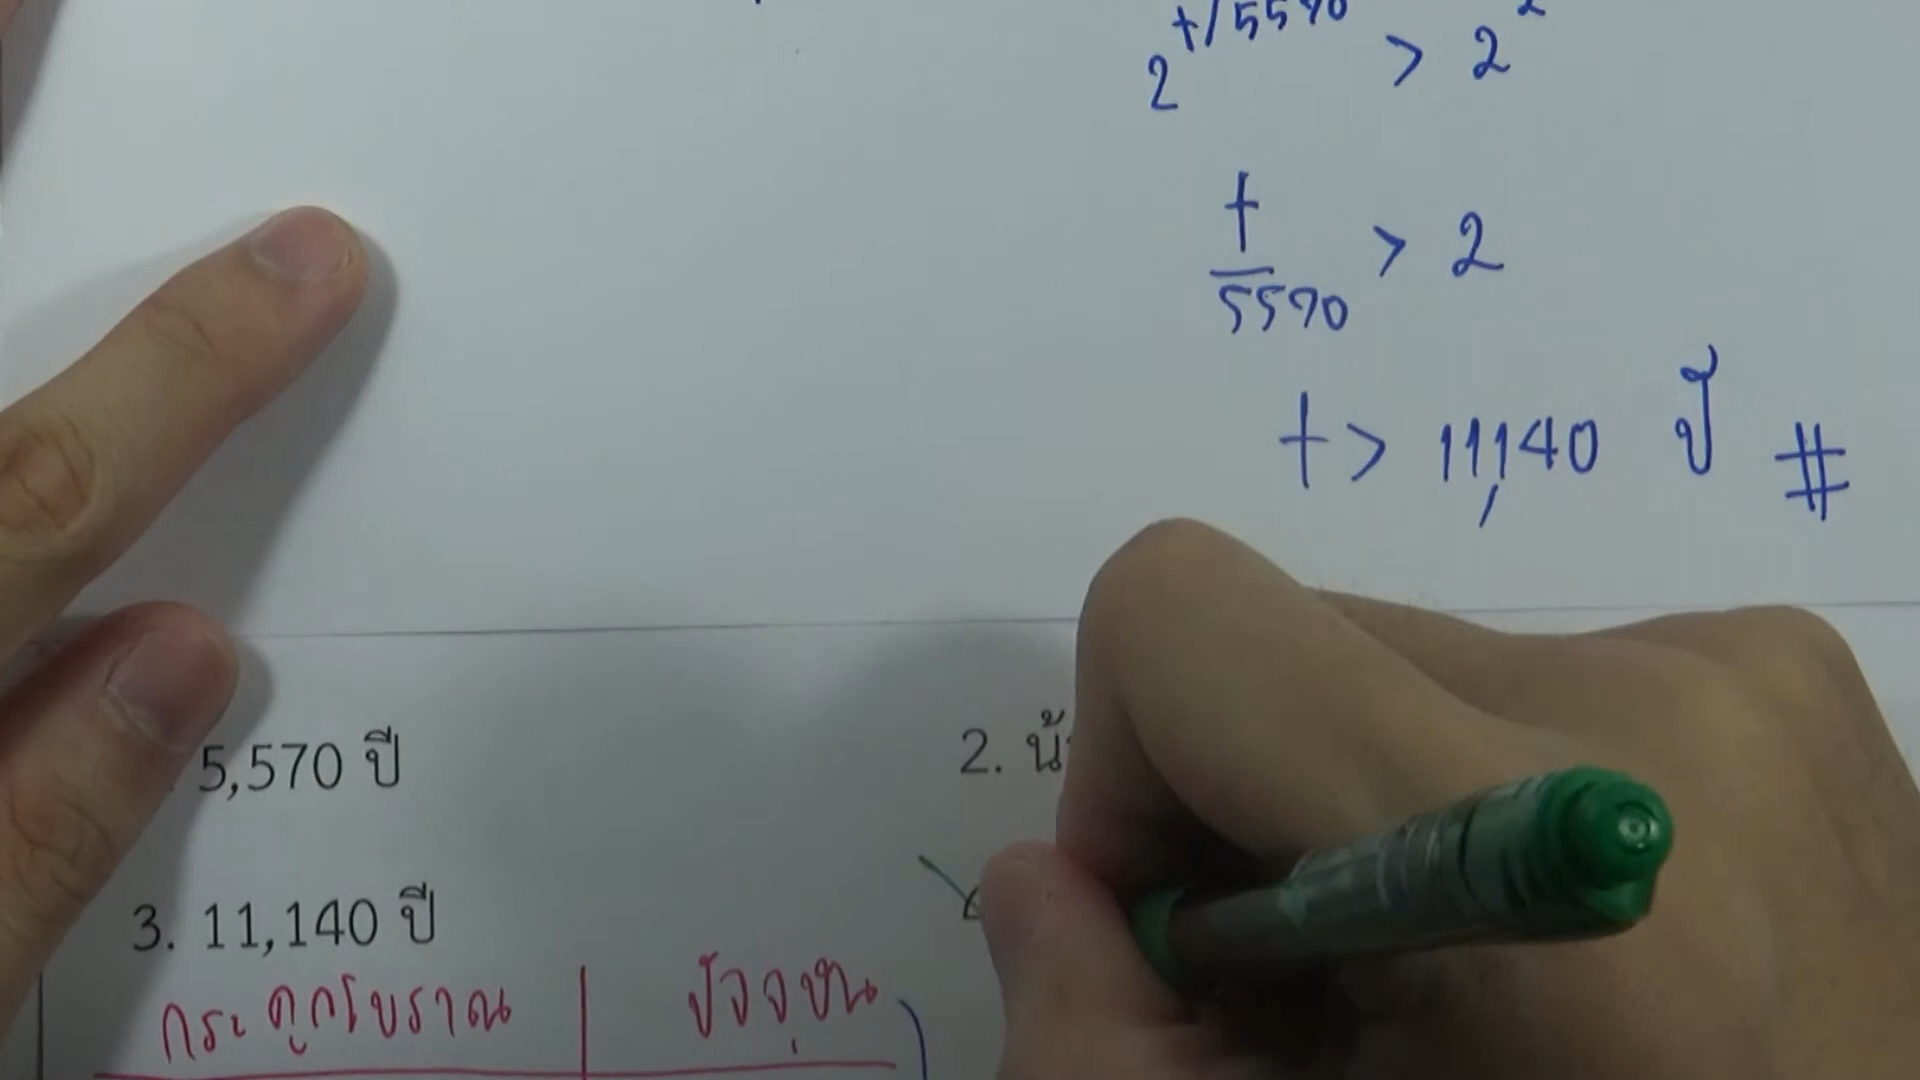 2^t/5570 > 2^2
t/5570 > 2
t > 11,140 ปี #
5,570 ปี
2.
3. 11,140 ปี
กระดูกโบราณ | ปัจจุบัน